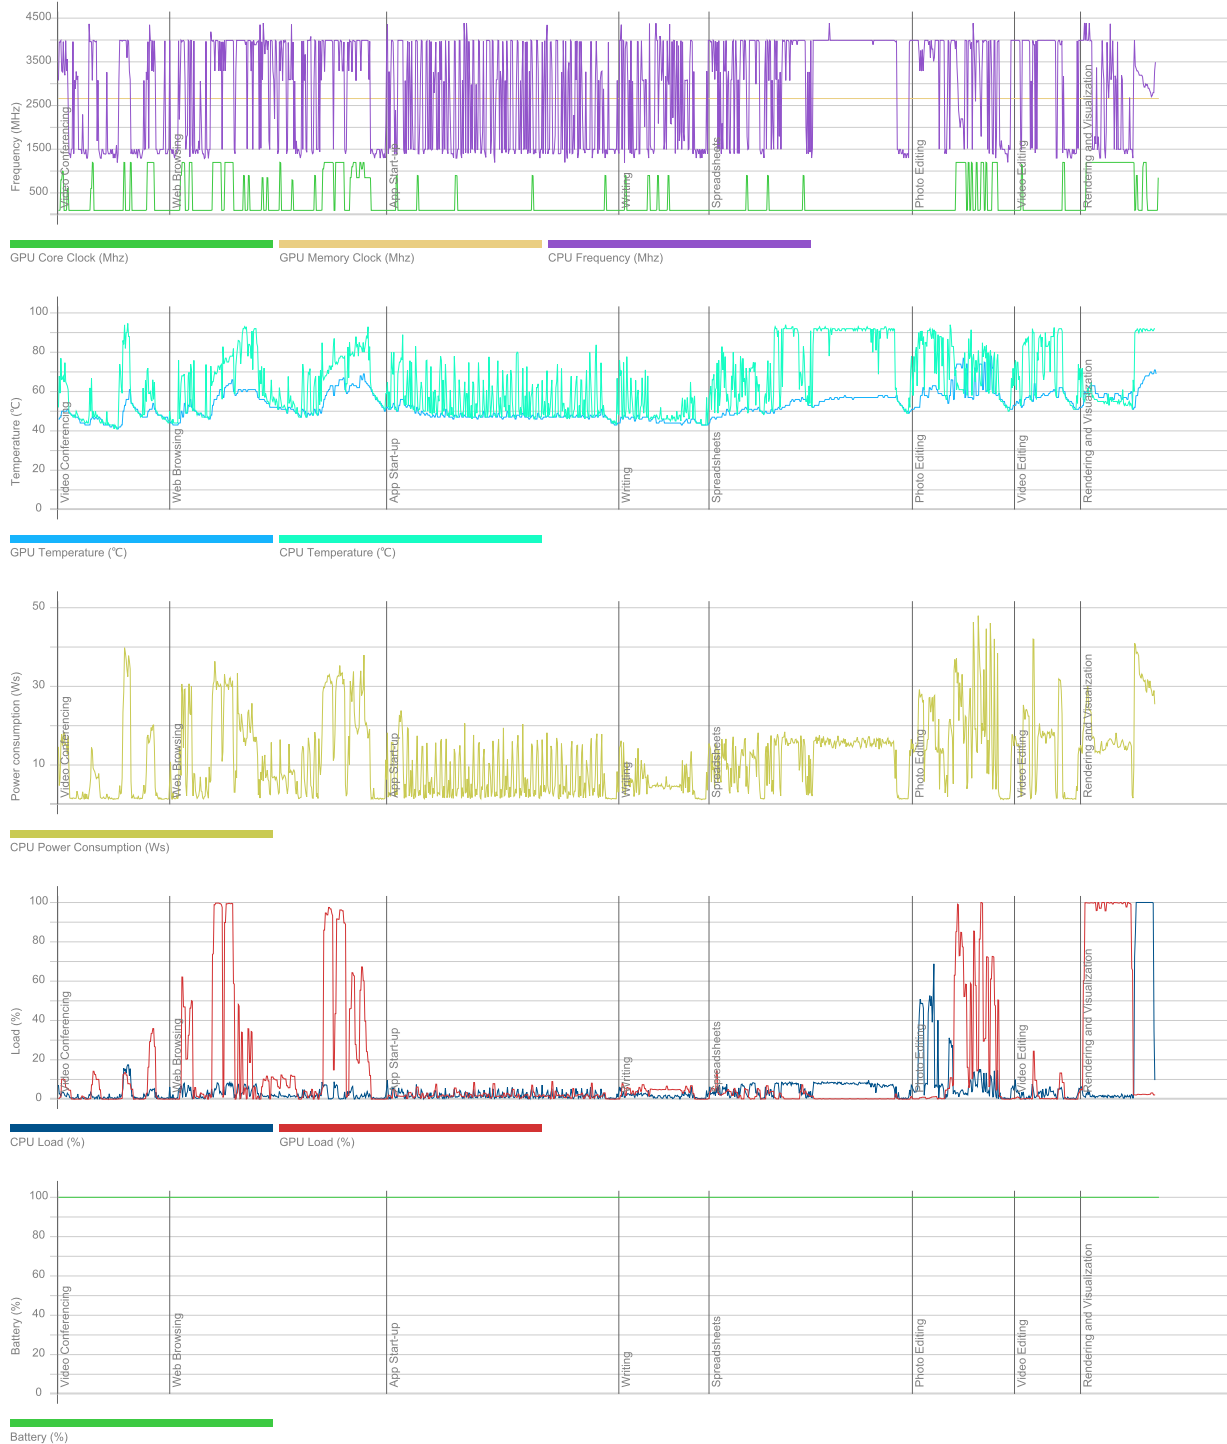 4500
3500
2500
1500
500
Frequency (MHz)
Video Conferencing
Web Browsing
App Start-up
Writing
Spreadsheets
Photo Editing
Video Editing
Rendering and Visualization
GPU Core Clock (Mhz)
GPU Memory Clock (Mhz)
CPU Frequency (Mhz)
100
80
60
40
20
0
Temperature (℃)
Video Conferencing
Web Browsing
App Start-up
Writing
Spreadsheets
Photo Editing
Video Editing
Rendering and Visualization
GPU Temperature (℃)
CPU Temperature (℃)
50
30
10
Power consumption (Ws)
Video Conferencing
Web Browsing
App Start-up
Writing
Spreadsheets
Photo Editing
Video Editing
Rendering and Visualization
CPU Power Consumption (Ws)
100
80
60
40
20
0
Load (%)
Video Conferencing
Web Browsing
App Start-up
Writing
Spreadsheets
Photo Editing
Video Editing
Rendering and Visualization
CPU Load (%)
GPU Load (%)
100
80
60
40
20
0
Battery (%)
Video Conferencing
Web Browsing
App Start-up
Writing
Spreadsheets
Photo Editing
Video Editing
Rendering and Visualization
Battery (%)